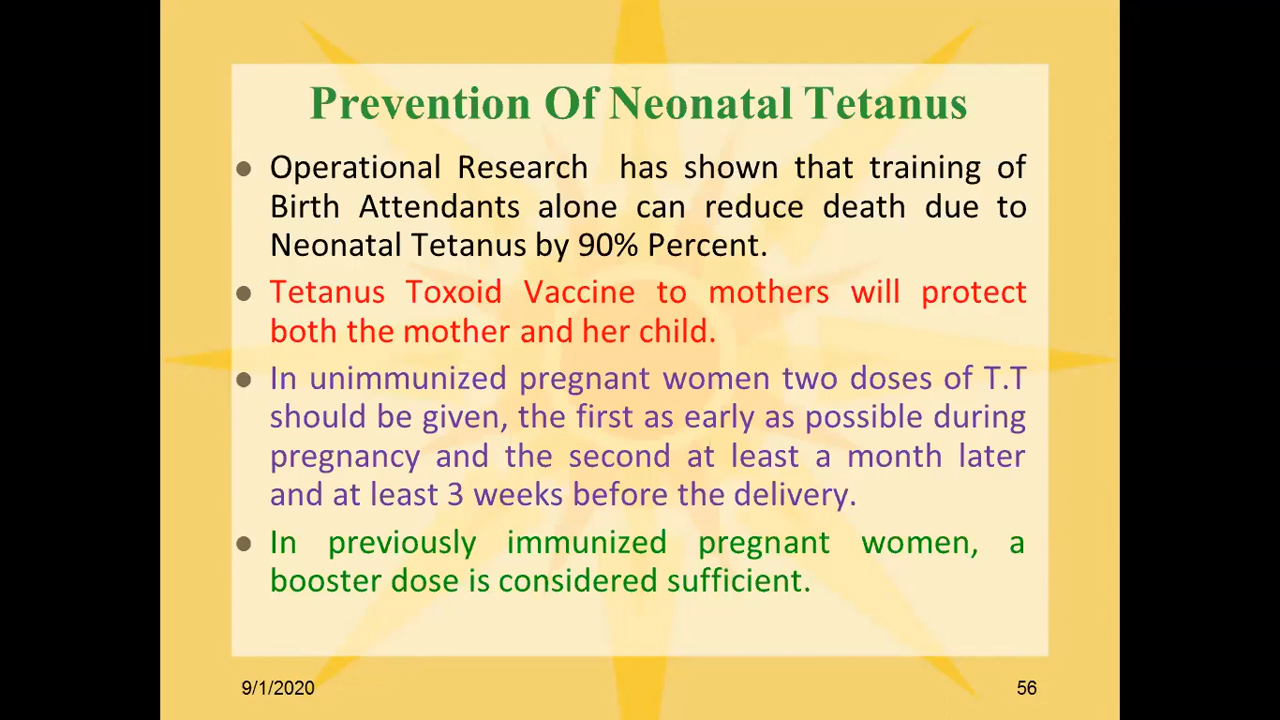 Prevention Of Neonatal Tetanus
● Operational Research has shown that training of
Birth Attendants alone can reduce death due to
Neonatal Tetanus by 90% Percent.
● Tetanus Toxoid Vaccine to mothers will protect
both the mother and her child.
● In unimmunized pregnant women two doses of T.T
should be given, the first as early as possible during
pregnancy and the second at least a month later
and at least 3 weeks before the delivery.
● In previously immunized pregnant women, a
booster dose is considered sufficient.
9/1/2020
56